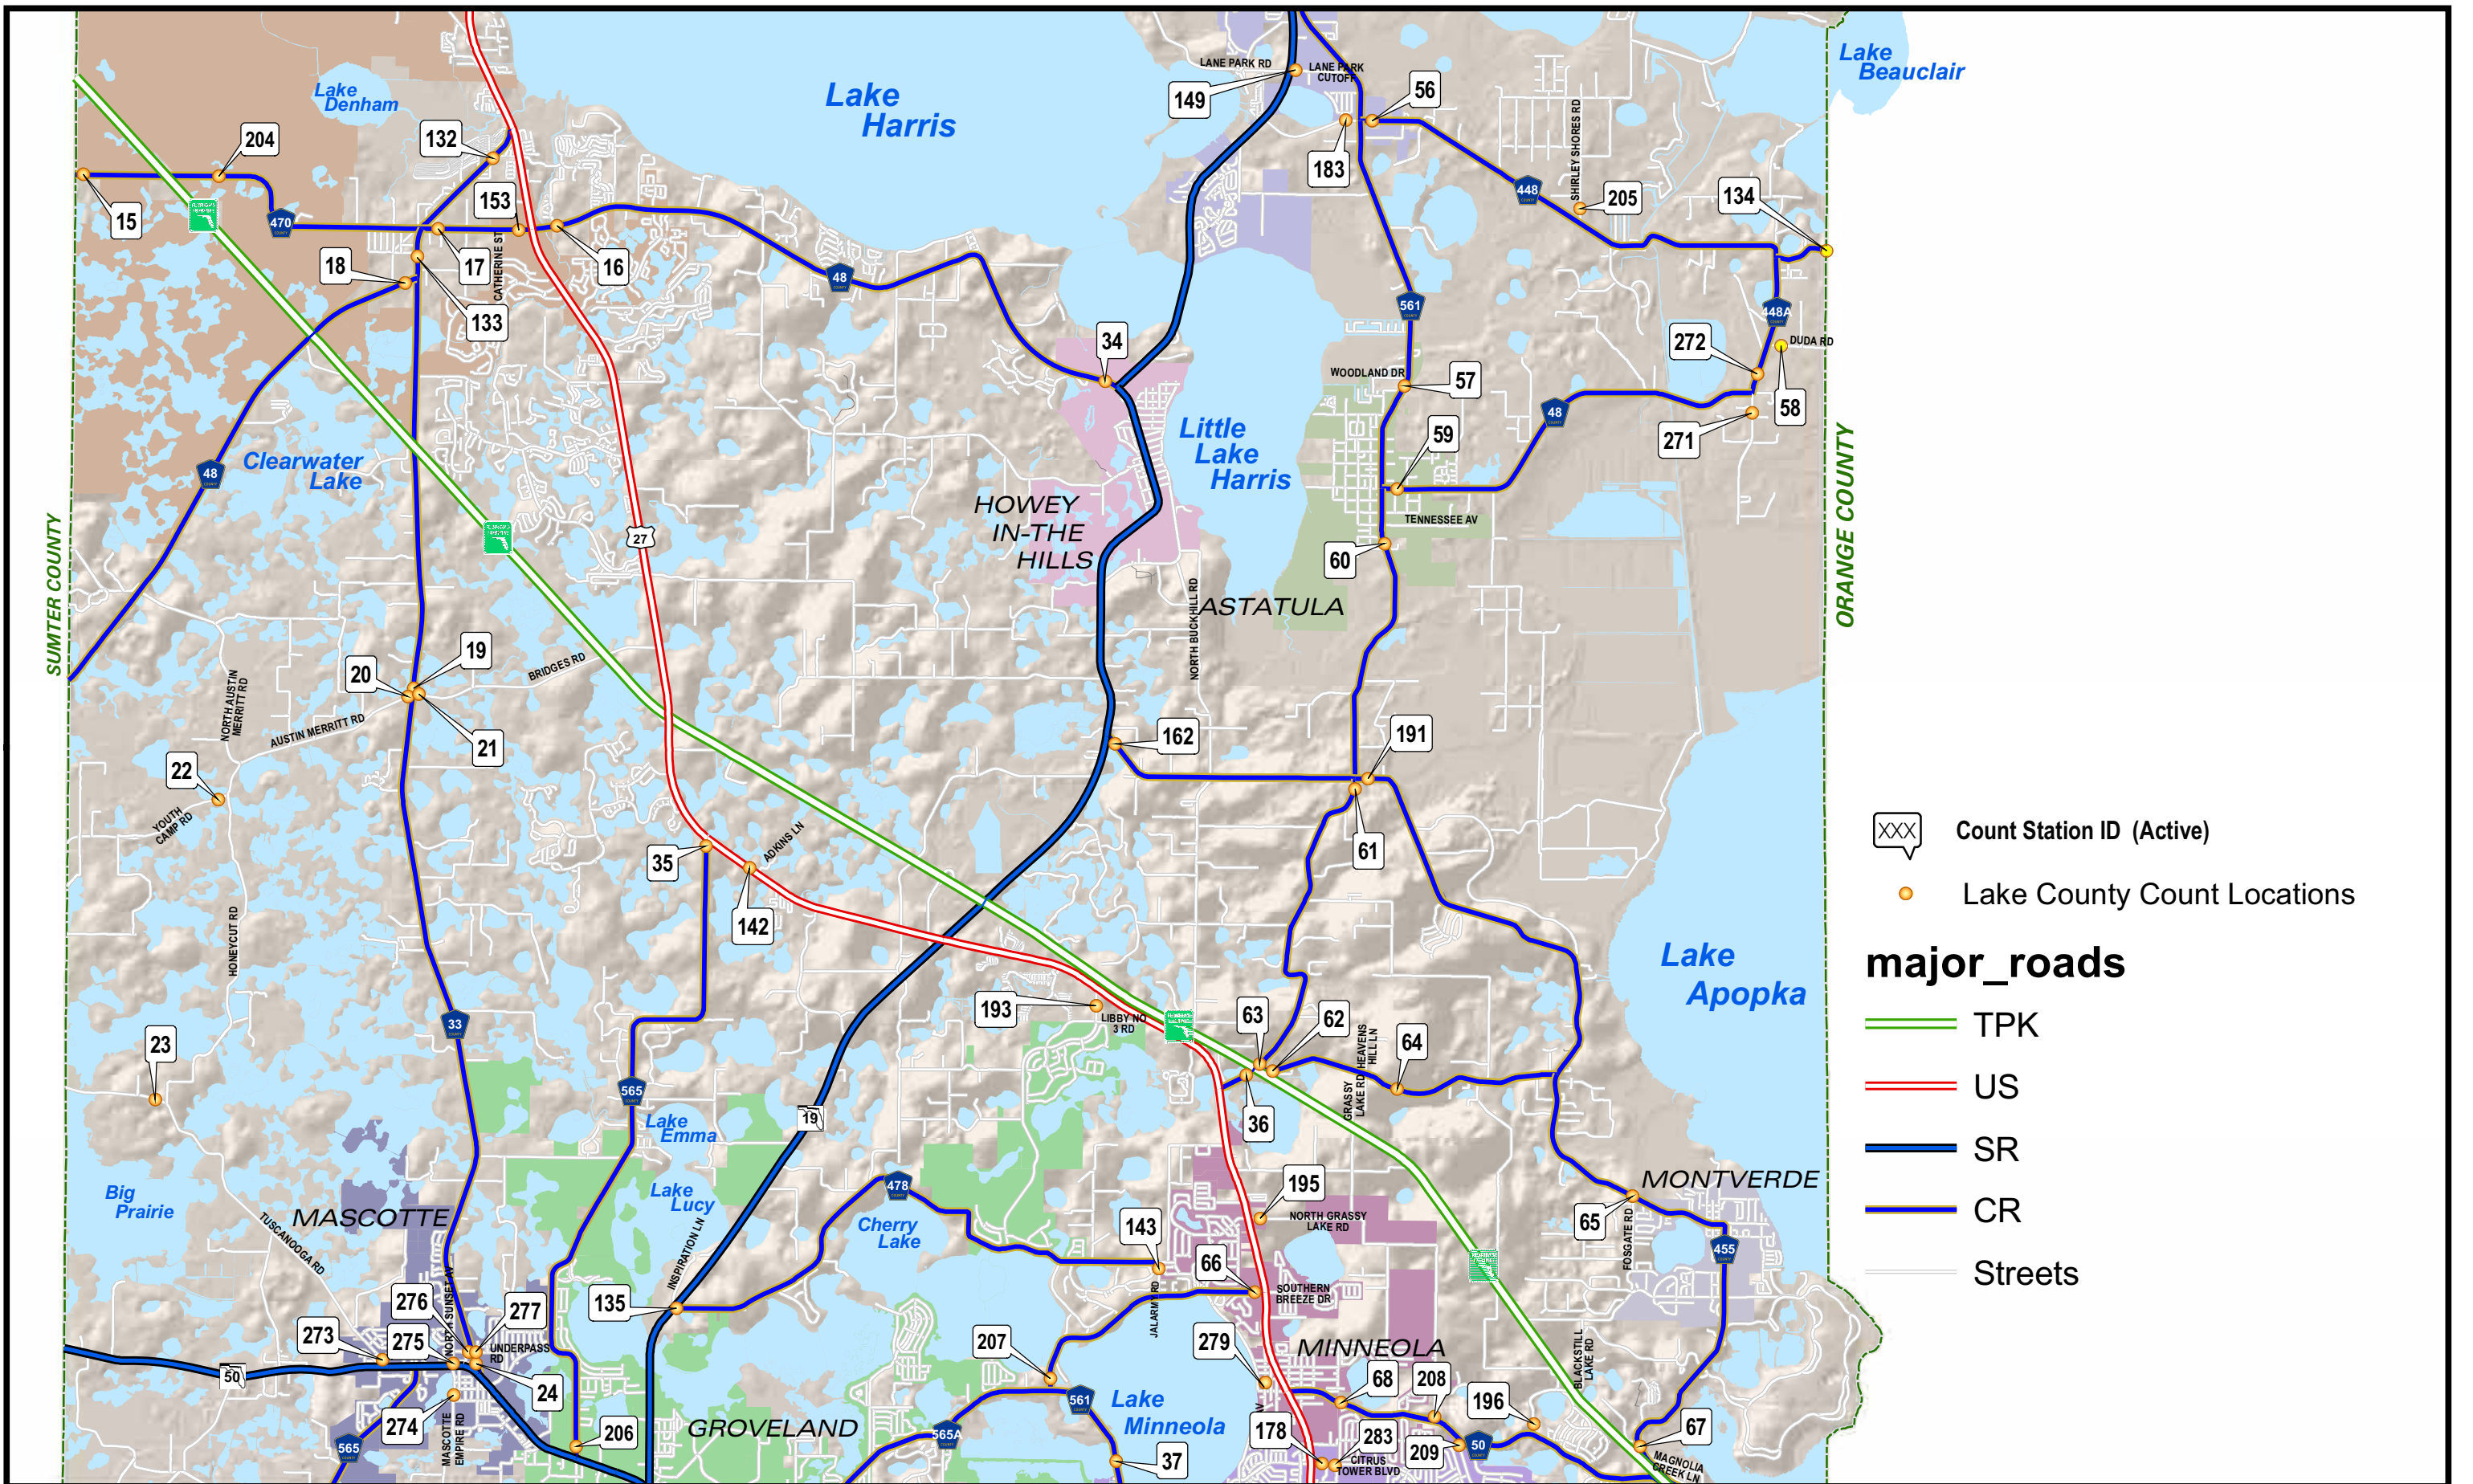 Lake
Beauclair
LANE PARK RD
LANE PARK
CUTOFF
Lake
Denham
Lake
Harris
149
56
132
204
183
SHIRLEY SHORES RD
448
205
134
153
15
470
CATHERINE ST
18
17
16
48
133
561
448A
34
272
DUDA RD
WOODLAND DR
57
58
48
Little
Lake
Harris
59
271
Clearwater
Lake
48
HOWEY
IN-THE
HILLS
TENNESSEE AV
ORANGE COUNTY
27
60
SUMTER COUNTY
NORTH BUCKHILL RD
ASTATULA
19
20
BRIDGES RD
NORTH AUSTIN
MERRITT RD
AUSTIN MERRITT RD
21
162
191
22
YOUTH
CAMP RD
ADKINS LN
35
61
142
XXX
Count Station ID (Active)
Lake County Count Locations
major_roads
TPK
US
SR
CR
Streets
HONEYCUT RD
Lake
Apopka
193
LIBBY NO
3 RD
33
63
62
HEAVENS
HILL LN
64
23
GRASSY
LAKE RD
565
19
Lake
Emma
36
Big
Prairie
Lake
Lucy
478
195
MONTVERDE
MASCOTTE
TUSCANOOGA RD
INSPIRATION LN
Cherry
Lake
NORTH GRASSY
LAKE RD
65
FOSGATE RD
455
143
66
JALARMY RD
SOUTHERN
BREEZE DR
276
277
NORTH SUNSET AV
135
273
275
UNDERPASS
RD
207
279
MINNEOLA
BLACKSTILL
LAKE RD
50
24
68
208
196
561
Lake
Minneola
274
MASCOTTE
EMPIRE RD
206
GROVELAND
565A
AV
178
283
209
50
67
565
37
CITRUS
TOWER BLVD
MAGNOLIA
CREEK LN